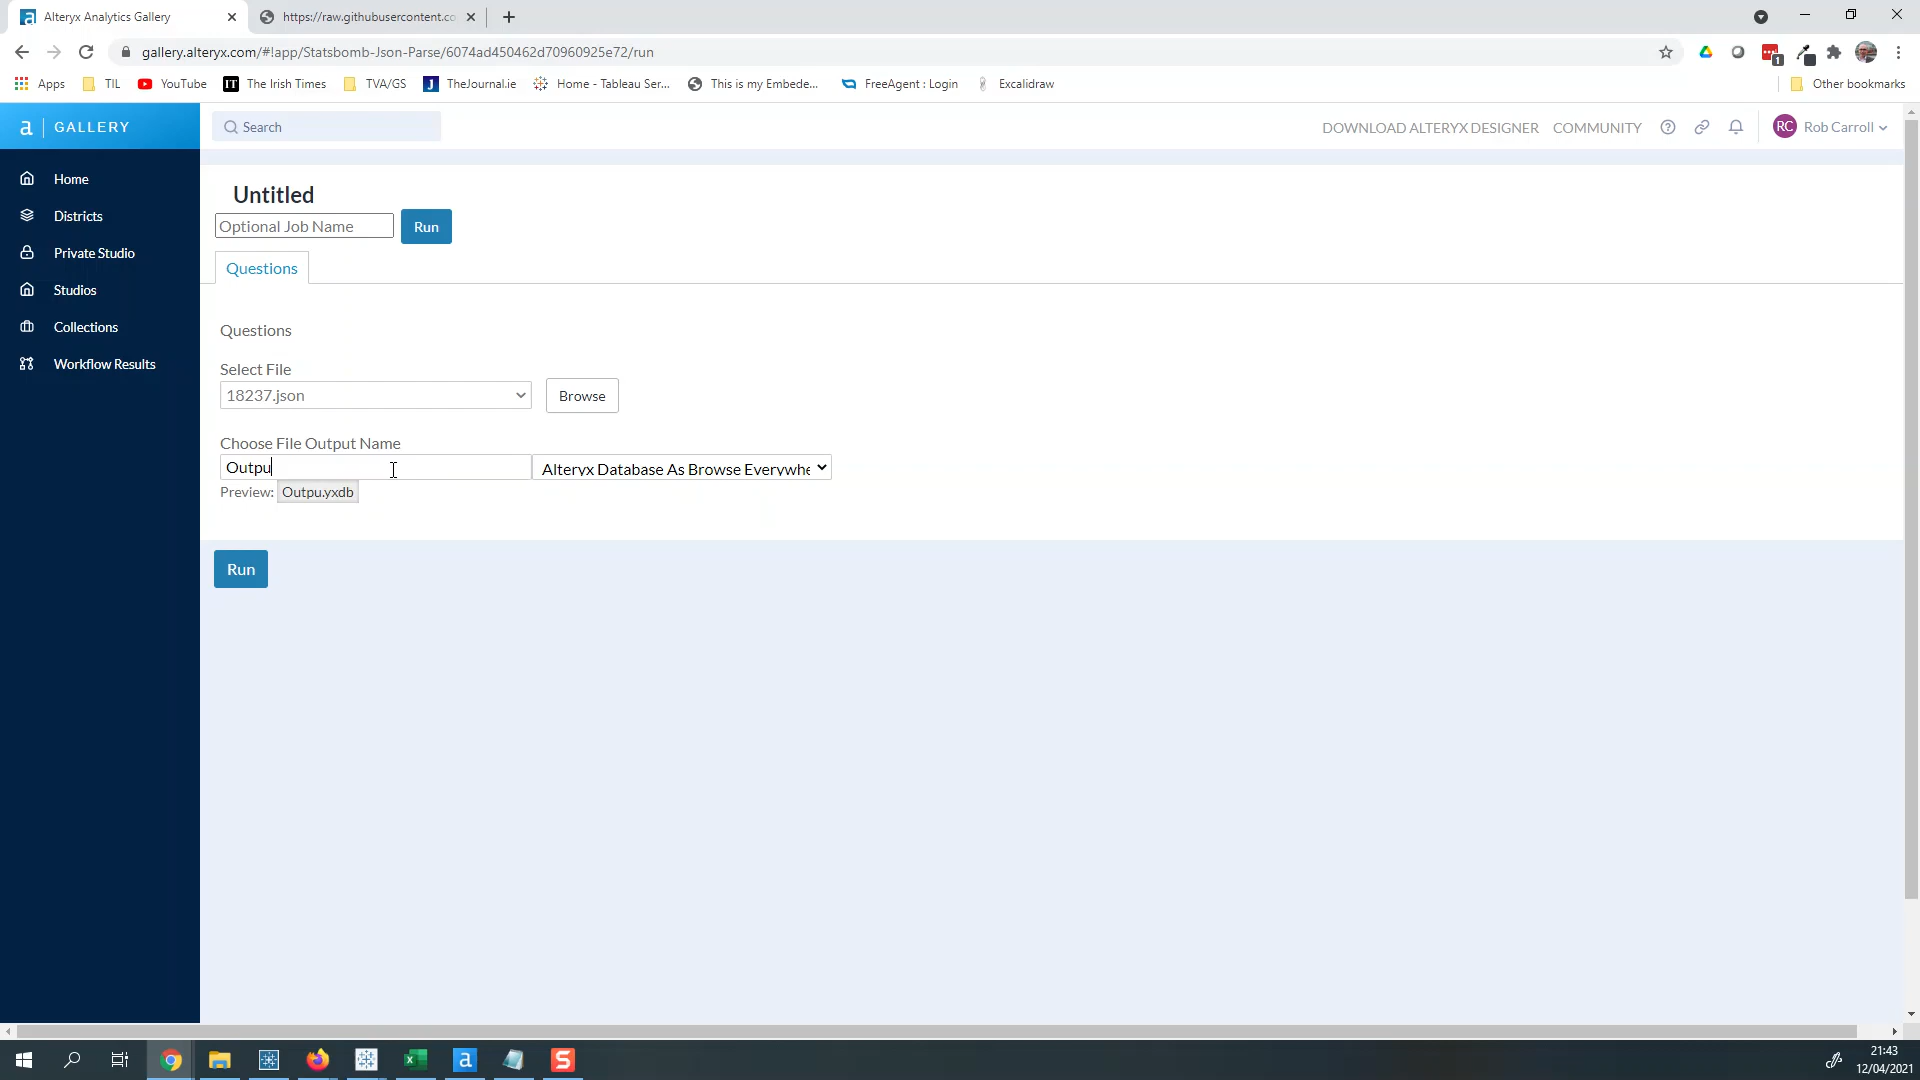 Alteryx Analytics Gallery
https://raw.githubusercontent.co
gallery.alteryx.com/#!app/Statsbomb-Json-Parse/6074ad450462d70960925e72/run
1
Apps
TIL
YouTube
IT The Irish Times
TVA/GS
J TheJournal.ie
Home - Tableau Ser...
This is my Embede...
FreeAgent : Login
Excalidraw
Other bookmarks
a GALLERY
Search
DOWNLOAD ALTERYX DESIGNER
COMMUNITY
RC Rob Carroll
Home
Districts
Private Studio
Studios
Collections
Workflow Results
Untitled
Optional Job Name
Run
Questions
Questions
Select File
18237.json
Browse
Choose File Output Name
Outpu
Alteryx Database As Browse Everywhe
Preview: Outpu.yxdb
Run
21:43
12/04/2021